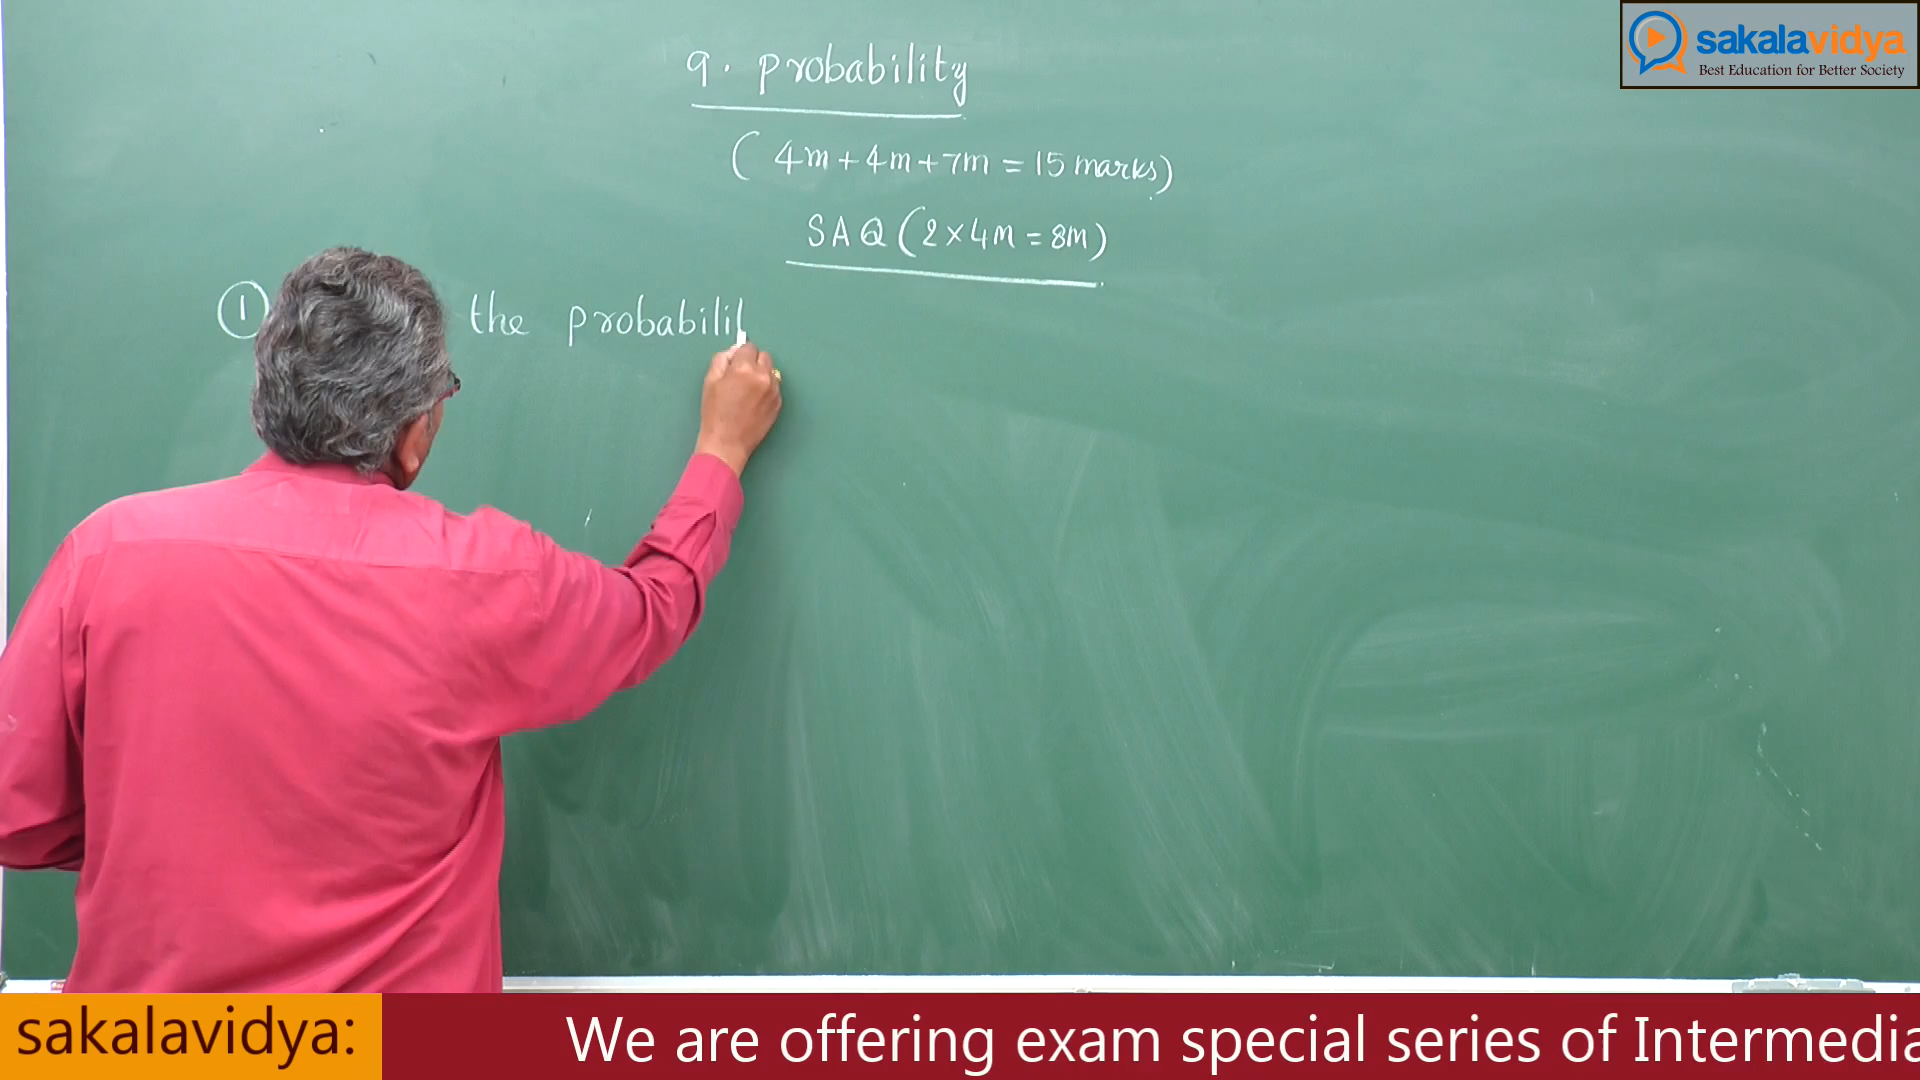 sakalavidya
Best Education for Better Society
9. probability
(4m+4m+7m = 15 marks)
SAQ (2×4m = 8m)
① the probabilit
sakalavidya:
We are offering exam special series of Intermedia